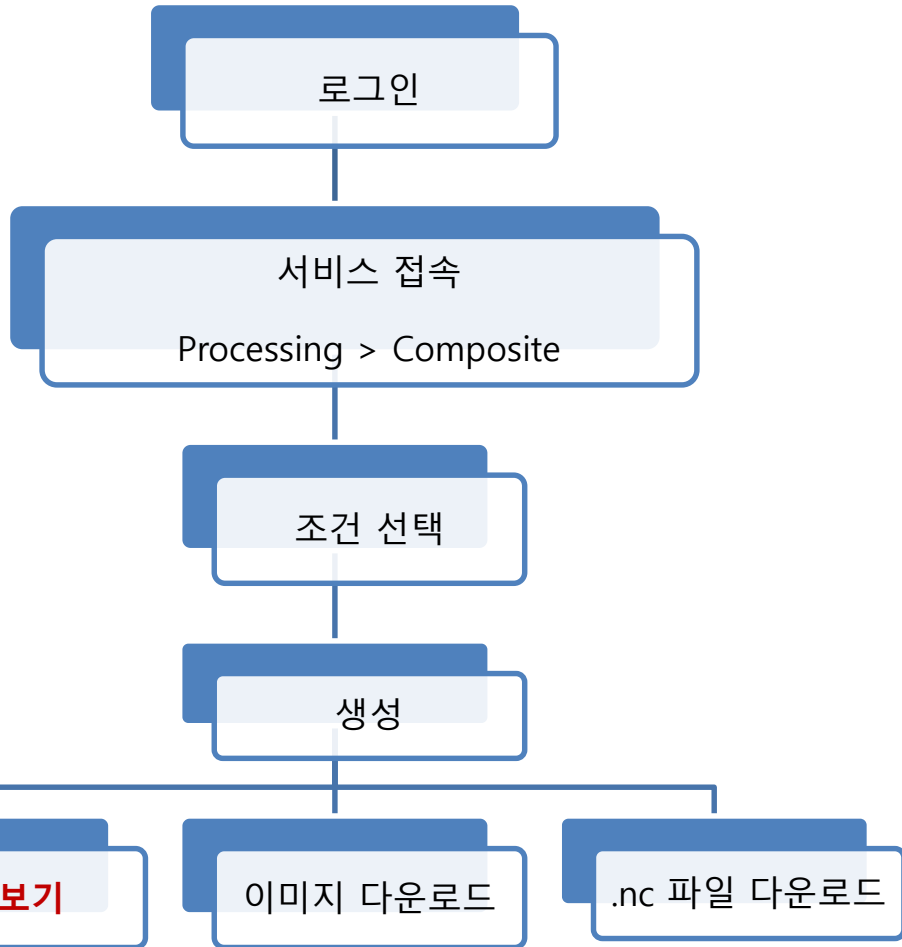 로그인
서비스 접속
Processing > Composite
조건 선택
생성
보기
이미지 다운로드
.nc 파일 다운로드